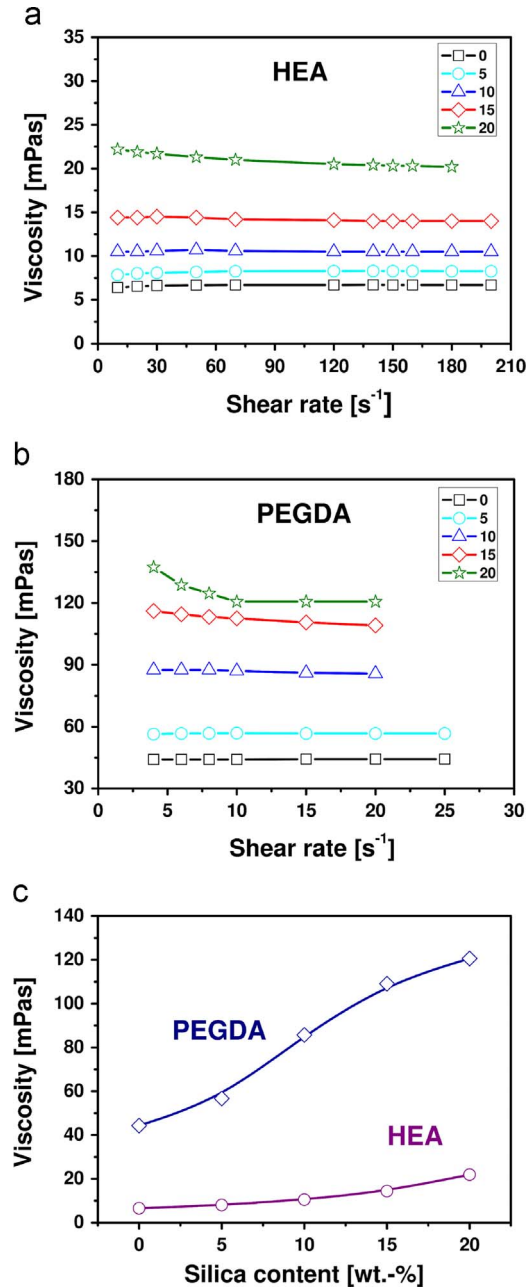 a
35
30
25
20
15
10
5
0
Viscosity [mPas]
HEA
0
5
10
15
20
0 30 60 90 120 150 180 210
Shear rate [s⁻¹]
b
180
150
120
90
60
30
Viscosity [mPas]
PEGDA
0
5
10
15
20
0 5 10 15 20 25 30
Shear rate [s⁻¹]
c
140
120
100
80
60
40
20
0
Viscosity [mPas]
PEGDA
HEA
0 5 10 15 20
Silica content [wt.-%]